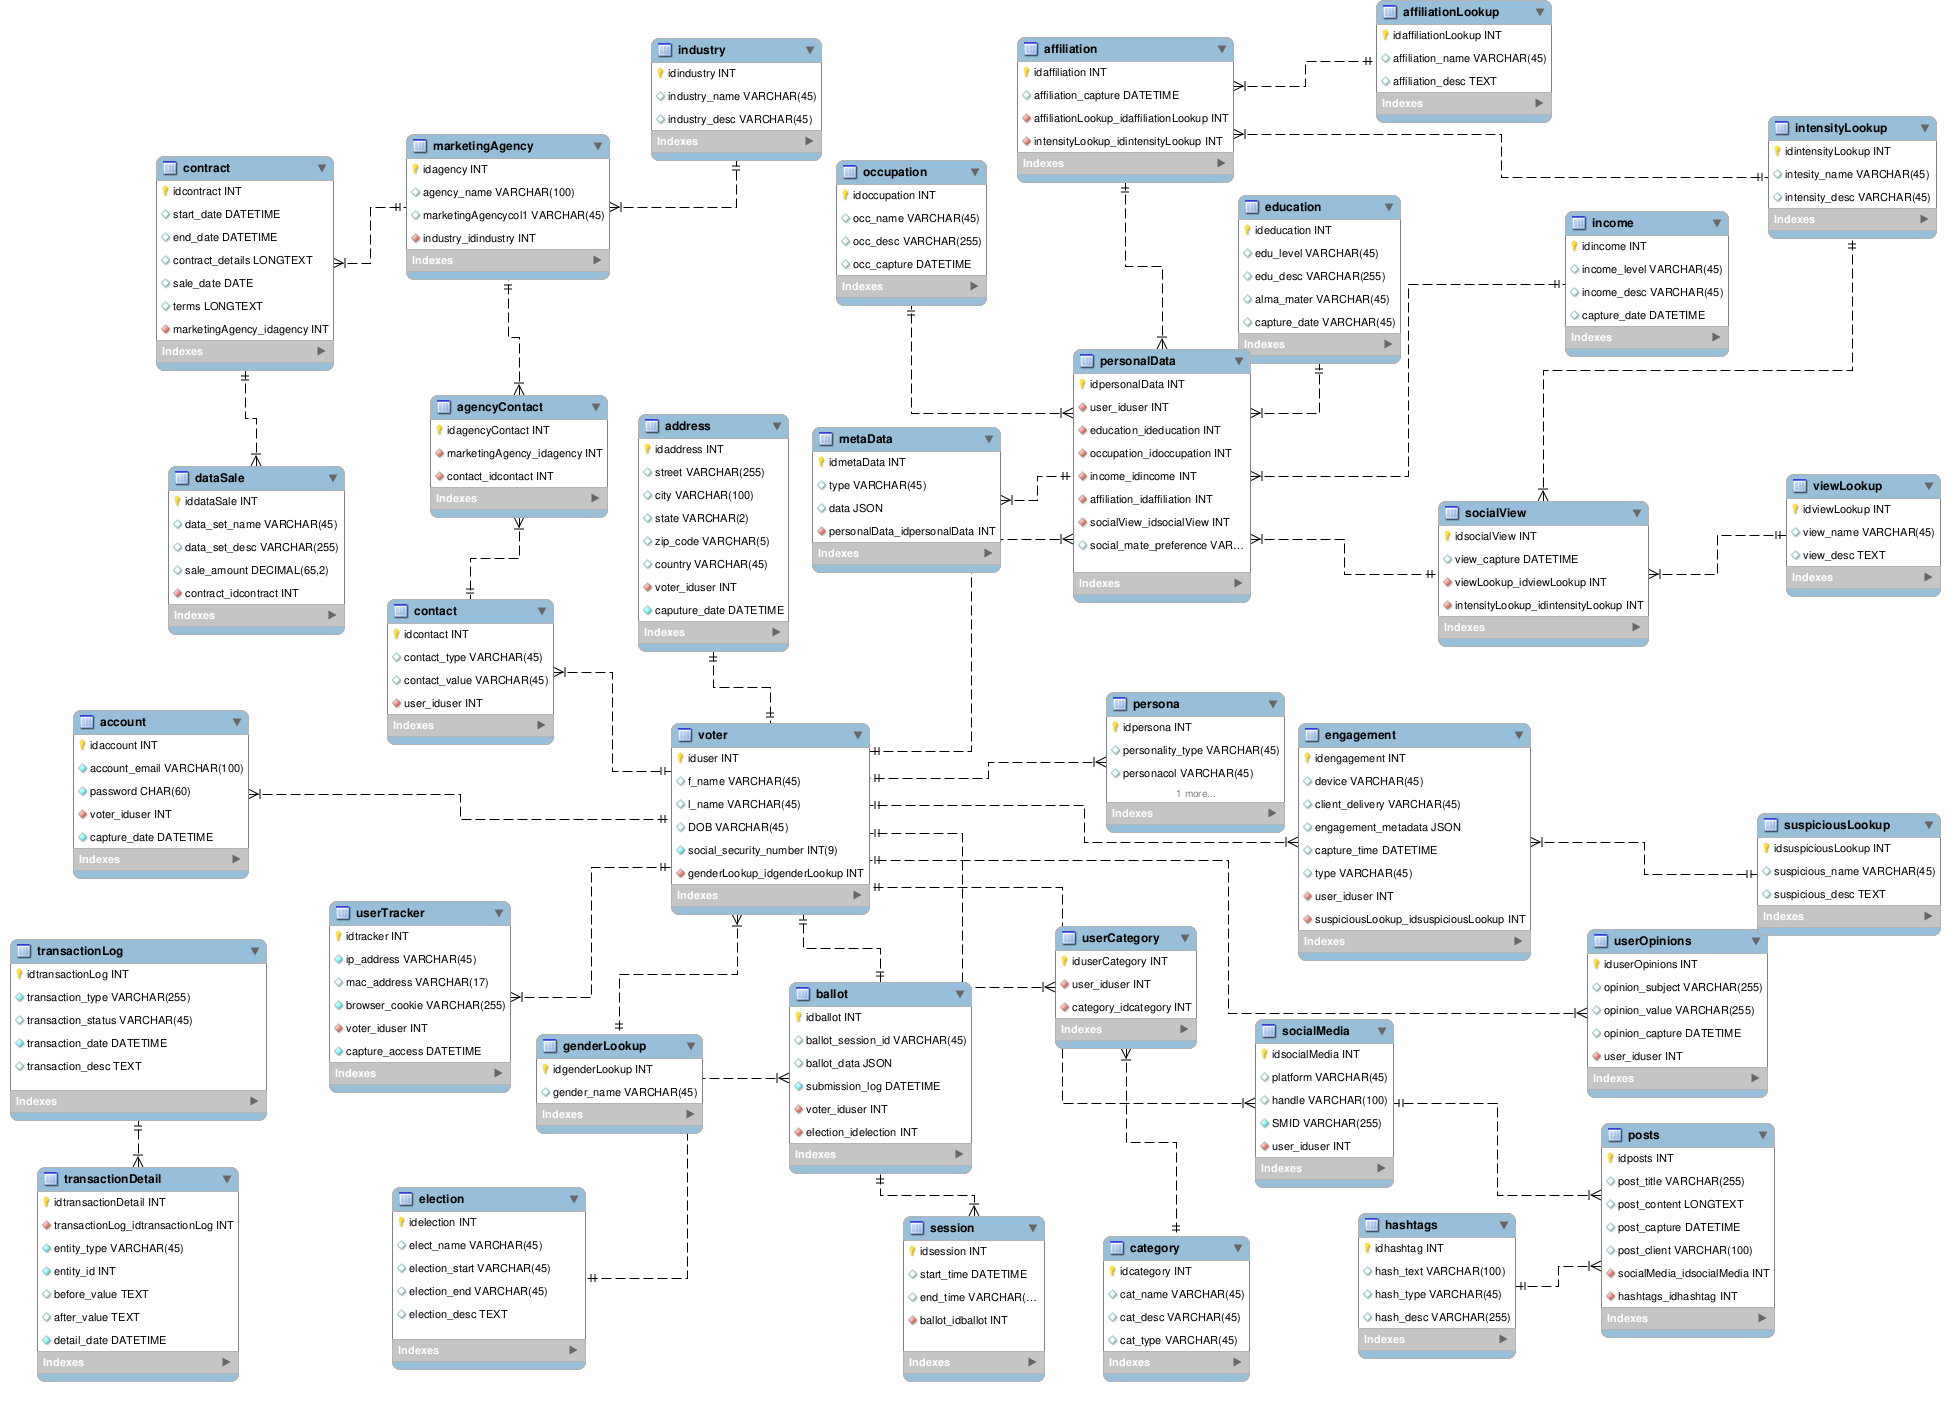 affiliationLookup
idaffiliationLookup INT
affiliation_name VARCHAR(45)
affiliation_desc TEXT
Indexes
industry
idindustry INT
industry_name VARCHAR(45)
industry_desc VARCHAR(45)
Indexes
affiliation
idaffiliation INT
affiliation_capture DATETIME
affiliationLookup_idaffiliationLookup INT
intensityLookup_idintensityLookup INT
Indexes
intensityLookup
idintensityLookup INT
intesity_name VARCHAR(45)
intensity_desc VARCHAR(45)
Indexes
marketingAgency
idagency INT
agency_name VARCHAR(100)
marketingAgencycol1 VARCHAR(45)
industry_idindustry INT
Indexes
contract
idcontract INT
start_date DATETIME
end_date DATETIME
contract_details LONGTEXT
sale_date DATE
terms LONGTEXT
marketingAgency_idagency INT
Indexes
occupation
idoccupation INT
occ_name VARCHAR(45)
occ_desc VARCHAR(255)
occ_capture DATETIME
Indexes
education
ideducation INT
edu_level VARCHAR(45)
edu_desc VARCHAR(255)
alma_mater VARCHAR(45)
capture_date VARCHAR(45)
Indexes
income
idincome INT
income_level VARCHAR(45)
income_desc VARCHAR(45)
capture_date DATETIME
Indexes
personalData
idpersonalData INT
user_iduser INT
education_ideducation INT
occupation_idoccupation INT
income_idincome INT
affiliation_idaffiliation INT
socialView_idsocialView INT
social_mate_preference VAR...
Indexes
agencyContact
idagencyContact INT
marketingAgency_idagency INT
contact_idcontact INT
Indexes
address
idaddress INT
street VARCHAR(255)
city VARCHAR(100)
state VARCHAR(2)
zip_code VARCHAR(5)
country VARCHAR(45)
voter_iduser INT
caputure_date DATETIME
Indexes
metaData
idmetaData INT
type VARCHAR(45)
data JSON
personalData_idpersonalData INT
Indexes
dataSale
iddataSale INT
data_set_name VARCHAR(45)
data_set_desc VARCHAR(255)
sale_amount DECIMAL(65,2)
contract_idcontract INT
Indexes
viewLookup
idviewLookup INT
view_name VARCHAR(45)
view_desc TEXT
Indexes
socialView
idsocialView INT
view_capture DATETIME
viewLookup_idviewLookup INT
intensityLookup_idintensityLookup INT
Indexes
contact
idcontact INT
contact_type VARCHAR(45)
contact_value VARCHAR(45)
user_iduser INT
Indexes
account
idaccount INT
account_email VARCHAR(100)
password CHAR(60)
voter_iduser INT
capture_date DATETIME
Indexes
voter
iduser INT
f_name VARCHAR(45)
l_name VARCHAR(45)
DOB VARCHAR(45)
social_security_number INT(9)
genderLookup_idgenderLookup INT
Indexes
persona
idpersona INT
personality_type VARCHAR(45)
personacol VARCHAR(45)
1 more...
Indexes
engagement
idengagement INT
device VARCHAR(45)
client_delivery VARCHAR(45)
engagement_metadata JSON
capture_time DATETIME
type VARCHAR(45)
user_iduser INT
suspiciousLookup_idsuspiciousLookup INT
Indexes
suspiciousLookup
idsuspiciousLookup INT
suspicious_name VARCHAR(45)
suspicious_desc TEXT
Indexes
userTracker
idtracker INT
ip_address VARCHAR(45)
mac_address VARCHAR(17)
browser_cookie VARCHAR(255)
voter_iduser INT
capture_access DATETIME
Indexes
transactionLog
idtransactionLog INT
transaction_type VARCHAR(255)
transaction_status VARCHAR(45)
transaction_date DATETIME
transaction_desc TEXT
Indexes
userCategory
iduserCategory INT
user_iduser INT
category_idcategory INT
Indexes
userOpinions
iduserOpinions INT
opinion_subject VARCHAR(255)
opinion_value VARCHAR(255)
opinion_capture DATETIME
user_iduser INT
Indexes
ballot
idballot INT
ballot_session_id VARCHAR(45)
ballot_data JSON
submission_log DATETIME
voter_iduser INT
election_idelection INT
Indexes
genderLookup
idgenderLookup INT
gender_name VARCHAR(45)
Indexes
socialMedia
idsocialMedia INT
platform VARCHAR(45)
handle VARCHAR(100)
SMID VARCHAR(255)
user_iduser INT
Indexes
posts
idposts INT
post_title VARCHAR(255)
post_content LONGTEXT
post_capture DATETIME
post_client VARCHAR(100)
socialMedia_idsocialMedia INT
hashtags_idhashtag INT
Indexes
transactionDetail
idtransactionDetail INT
transactionLog_idtransactionLog INT
entity_type VARCHAR(45)
entity_id INT
before_value TEXT
after_value TEXT
detail_date DATETIME
Indexes
election
idelection INT
elect_name VARCHAR(45)
election_start VARCHAR(45)
election_end VARCHAR(45)
election_desc TEXT
Indexes
session
idsession INT
start_time DATETIME
end_time VARCHAR(...
ballot_idballot INT
Indexes
category
idcategory INT
cat_name VARCHAR(45)
cat_desc VARCHAR(45)
cat_type VARCHAR(45)
Indexes
hashtags
idhashtag INT
hash_text VARCHAR(100)
hash_type VARCHAR(45)
hash_desc VARCHAR(255)
Indexes